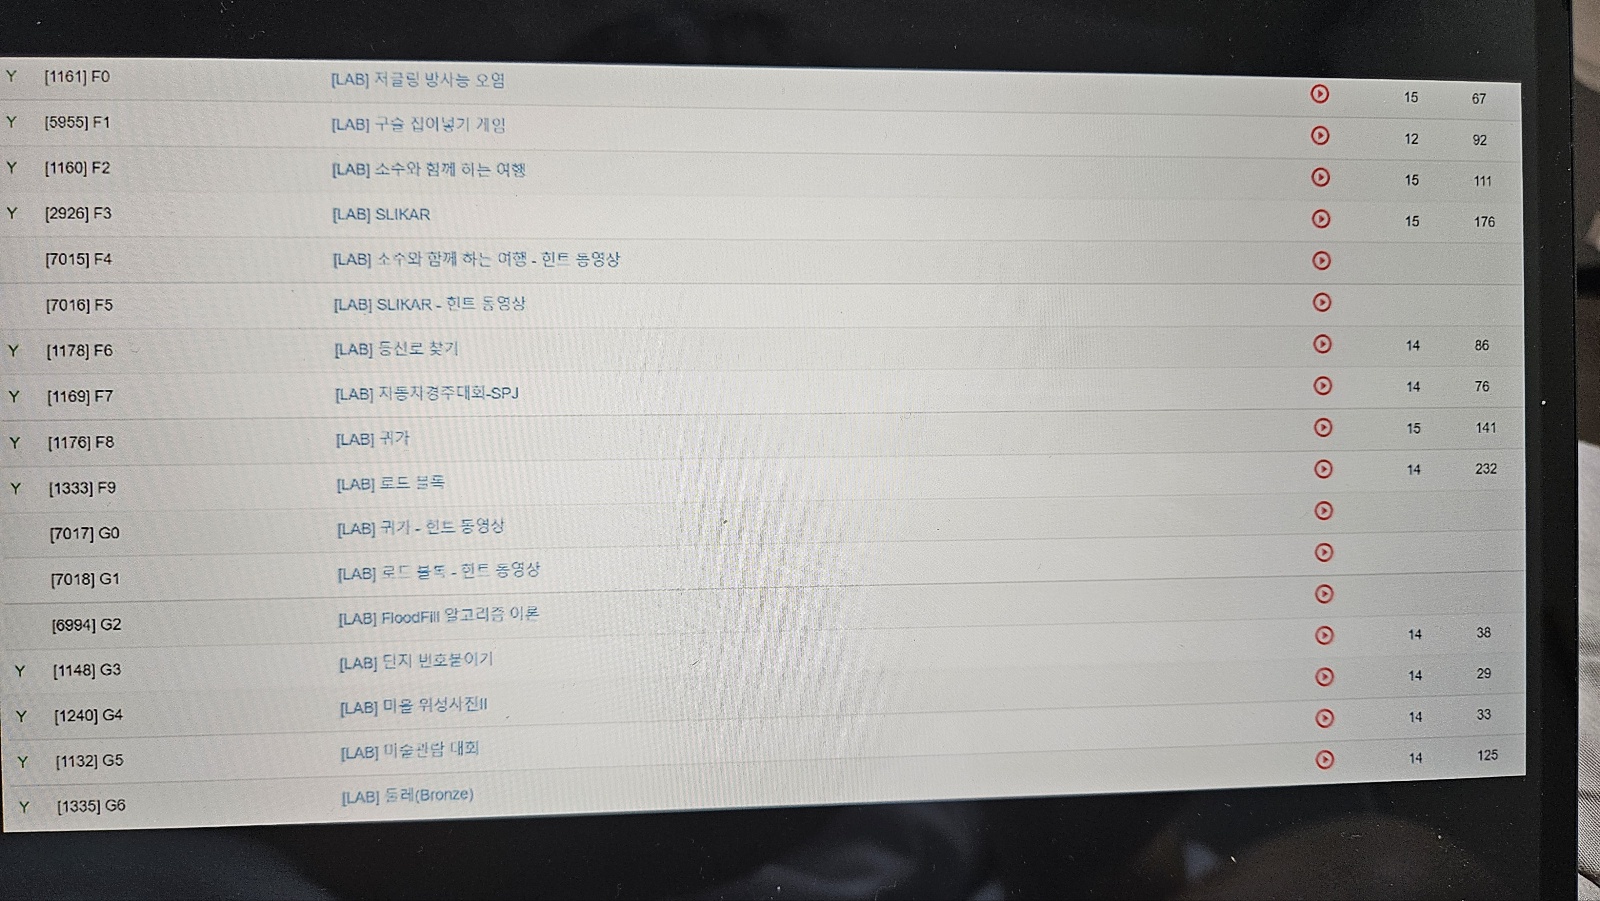 Y [1161] F0 [LAB] 저글링 방사능 오염 15 67
Y [5955] F1 [LAB] 구슬 집어넣기 게임 12 92
Y [1160] F2 [LAB] 소수와 함께 하는 여행 15 111
Y [2926] F3 [LAB] SLIKAR 15 176
[7015] F4 [LAB] 소수와 함께 하는 여행 - 힌트 동영상
[7016] F5 [LAB] SLIKAR - 힌트 동영상
Y [1178] F6 [LAB] 등산로 찾기 14 86
Y [1169] F7 [LAB] 자동차경주대회-SPJ 14 76
Y [1176] F8 [LAB] 귀가 15 141
Y [1333] F9 [LAB] 로드 블록 14 232
[7017] G0 [LAB] 귀가 - 힌트 동영상
[7018] G1 [LAB] 로드 블록 - 힌트 동영상
[6994] G2 [LAB] FloodFill 알고리즘 이론
Y [1148] G3 [LAB] 단지 번호붙이기 14 38
Y [1240] G4 [LAB] 마을 위성사진II 14 29
Y [1132] G5 [LAB] 미술관람 대회 14 33
Y [1335] G6 [LAB] 둘레(Bronze) 14 125